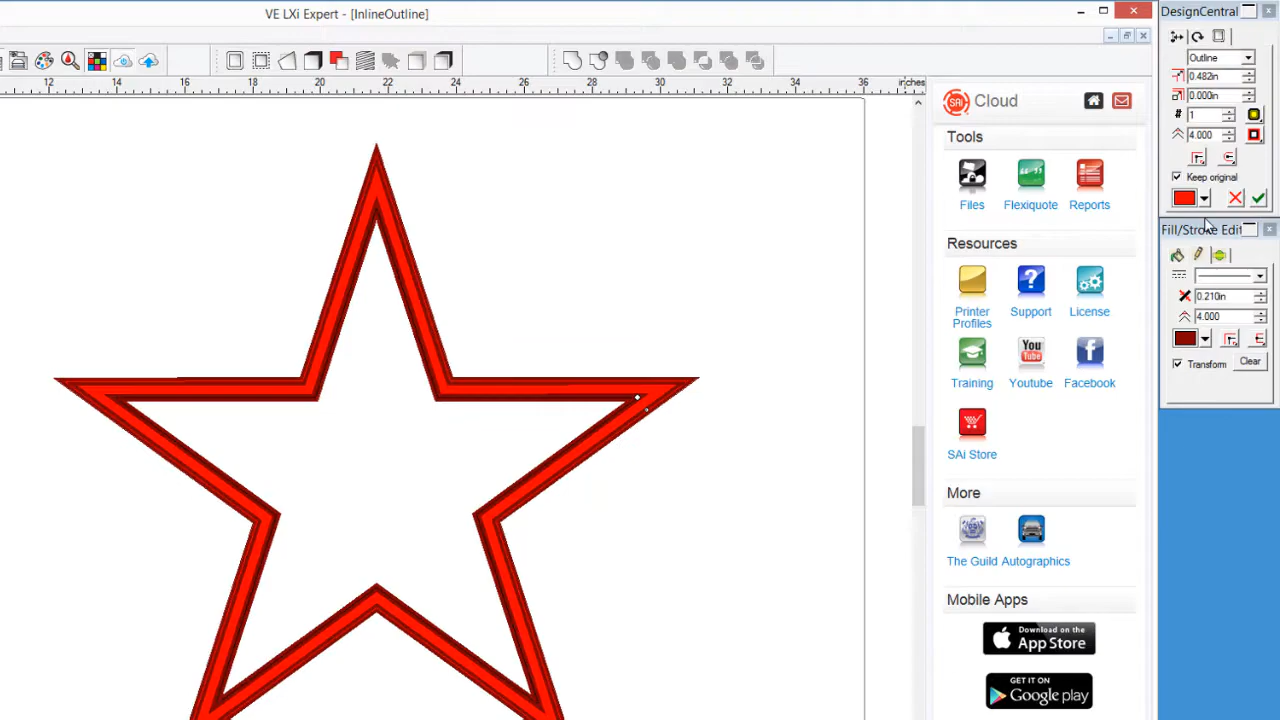 VE LXi Expert - [InlineOutline]
DesignCentral
Outline
0.482in
0.000in
# 1
4.000
Keep original
12 14 16 18 20 22 24 26 28 30 32 34 36 inches
SAi Cloud
Tools
Files Flexiquote Reports
Resources
Printer Profiles Support License
Training Youtube Facebook
SAi Store
More
The Guild Autographics
Mobile Apps
Download on the
App Store
GET IT ON
Google play
Fill/Stroke Edit
0.210in
4.000
Transform Clear